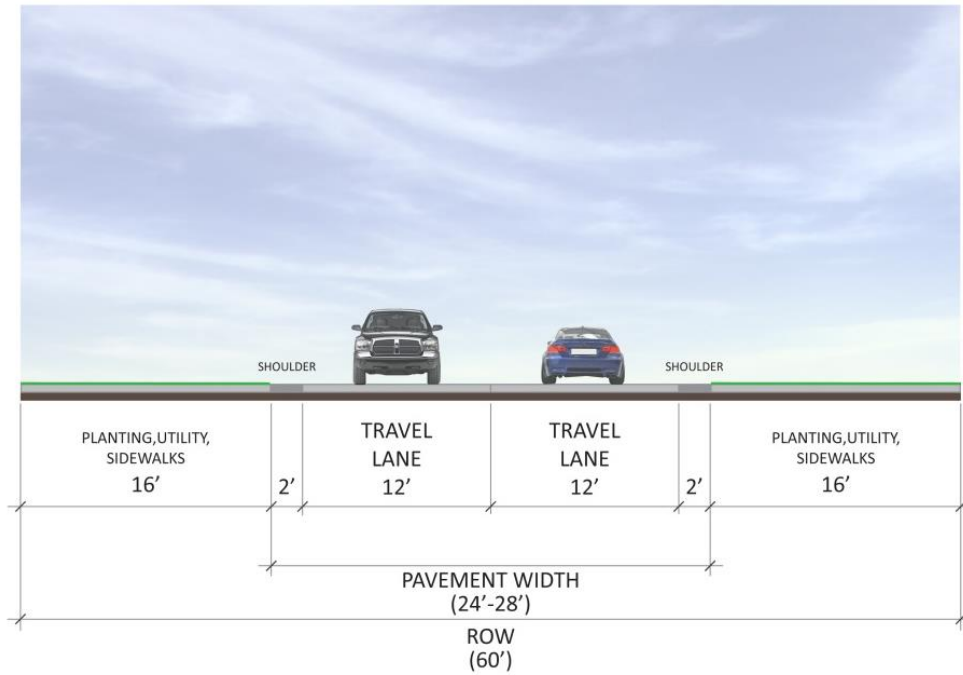 SHOULDER
SHOULDER
PLANTING,UTILITY,
SIDEWALKS
16’
2’
TRAVEL
LANE
12’
TRAVEL
LANE
12’
2’
PLANTING,UTILITY,
SIDEWALKS
16’
PAVEMENT WIDTH
(24’-28’)
ROW
(60’)